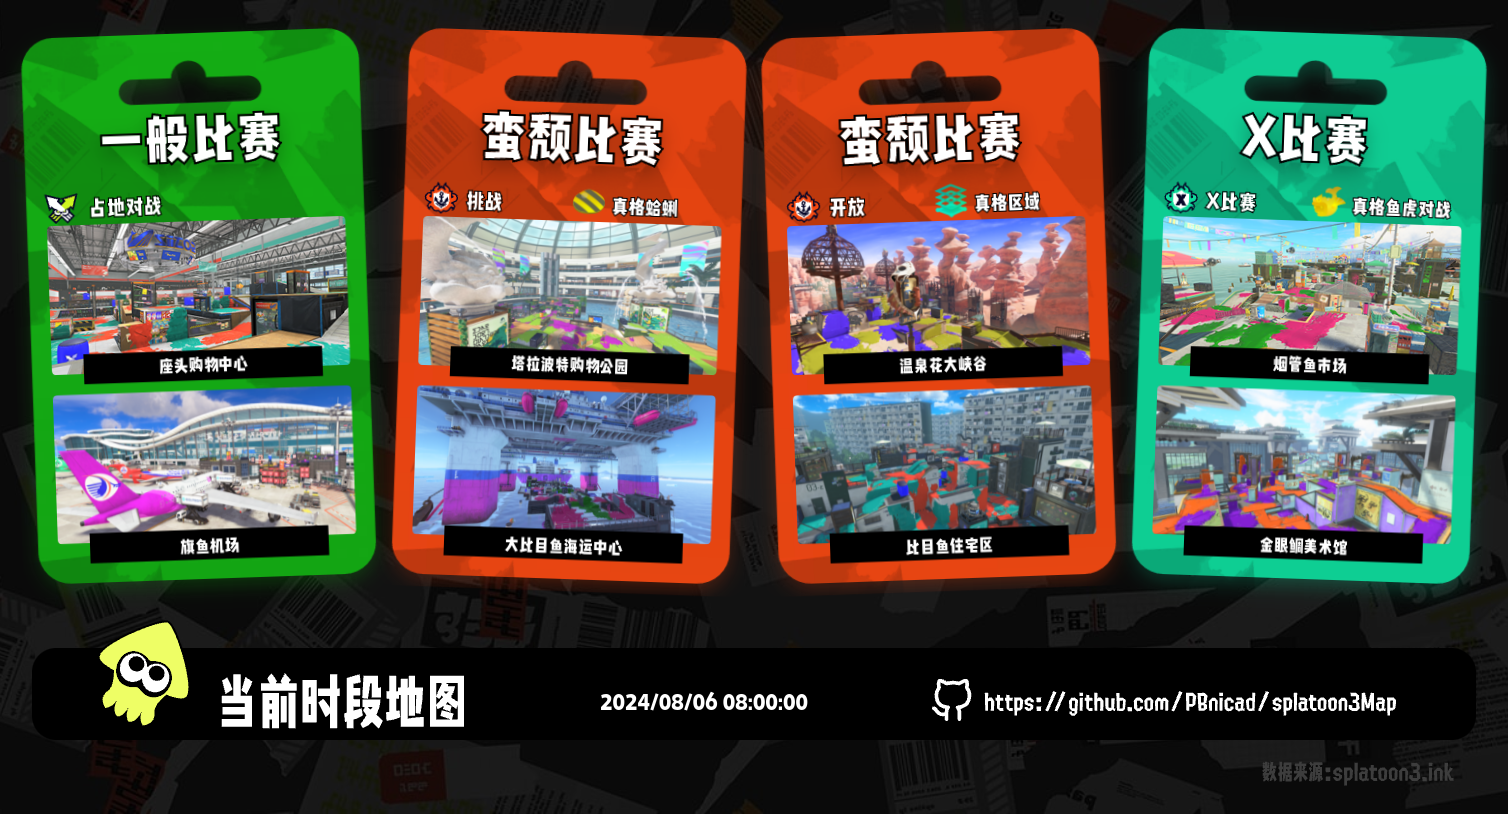 一般比赛
占地对战
座头购物中心
旗鱼机场
蛮颓比赛
挑战
真格蛤蜊
塔拉波特购物公园
大比目鱼海运中心
蛮颓比赛
开放
真格区域
温泉花大峡谷
比目鱼住宅区
X比赛
X比赛
真格鱼虎对战
烟管鱼市场
金眼鲷美术馆
当前时段地图
2024/08/06 08:00:00
https://github.com/PBnicad/splatoon3Map
数据来源:splatoon3.ink